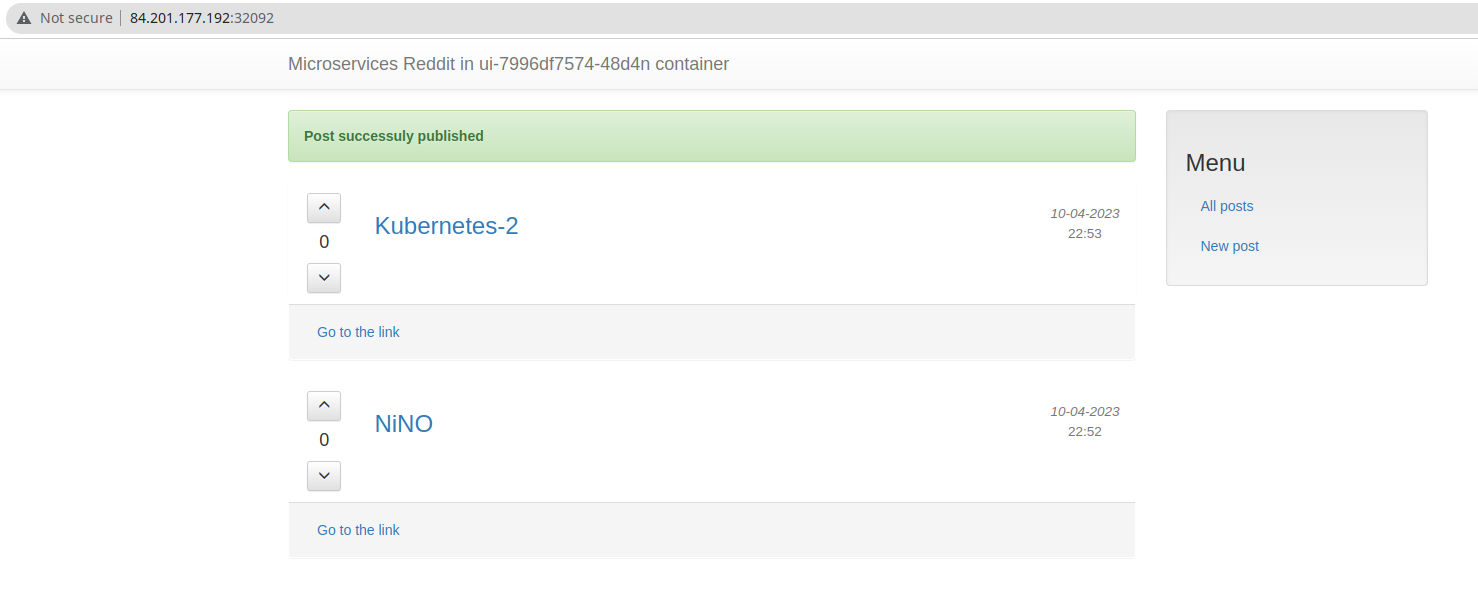 Not secure 84.201.177.192:32092
Microservices Reddit in ui-7996df7574-48d4n container
Post successuly published
Kubernetes-2
10-04-2023
22:53
0
Go to the link
NiNO
10-04-2023
22:52
0
Go to the link
Menu
All posts
New post